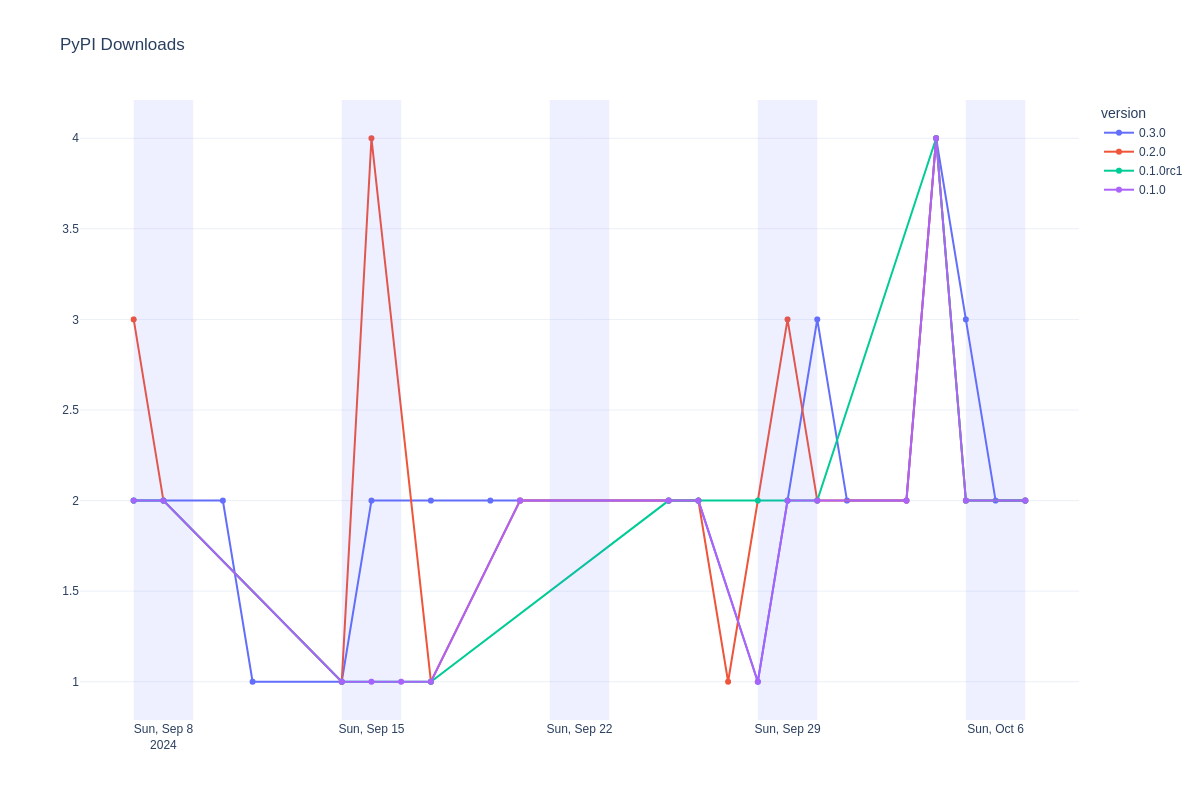 PyPI Downloads
version
0.3.0
0.2.0
0.1.0rc1
0.1.0
4
3.5
3
2.5
2
1.5
1
Sun, Sep 8
2024
Sun, Sep 15
Sun, Sep 22
Sun, Sep 29
Sun, Oct 6